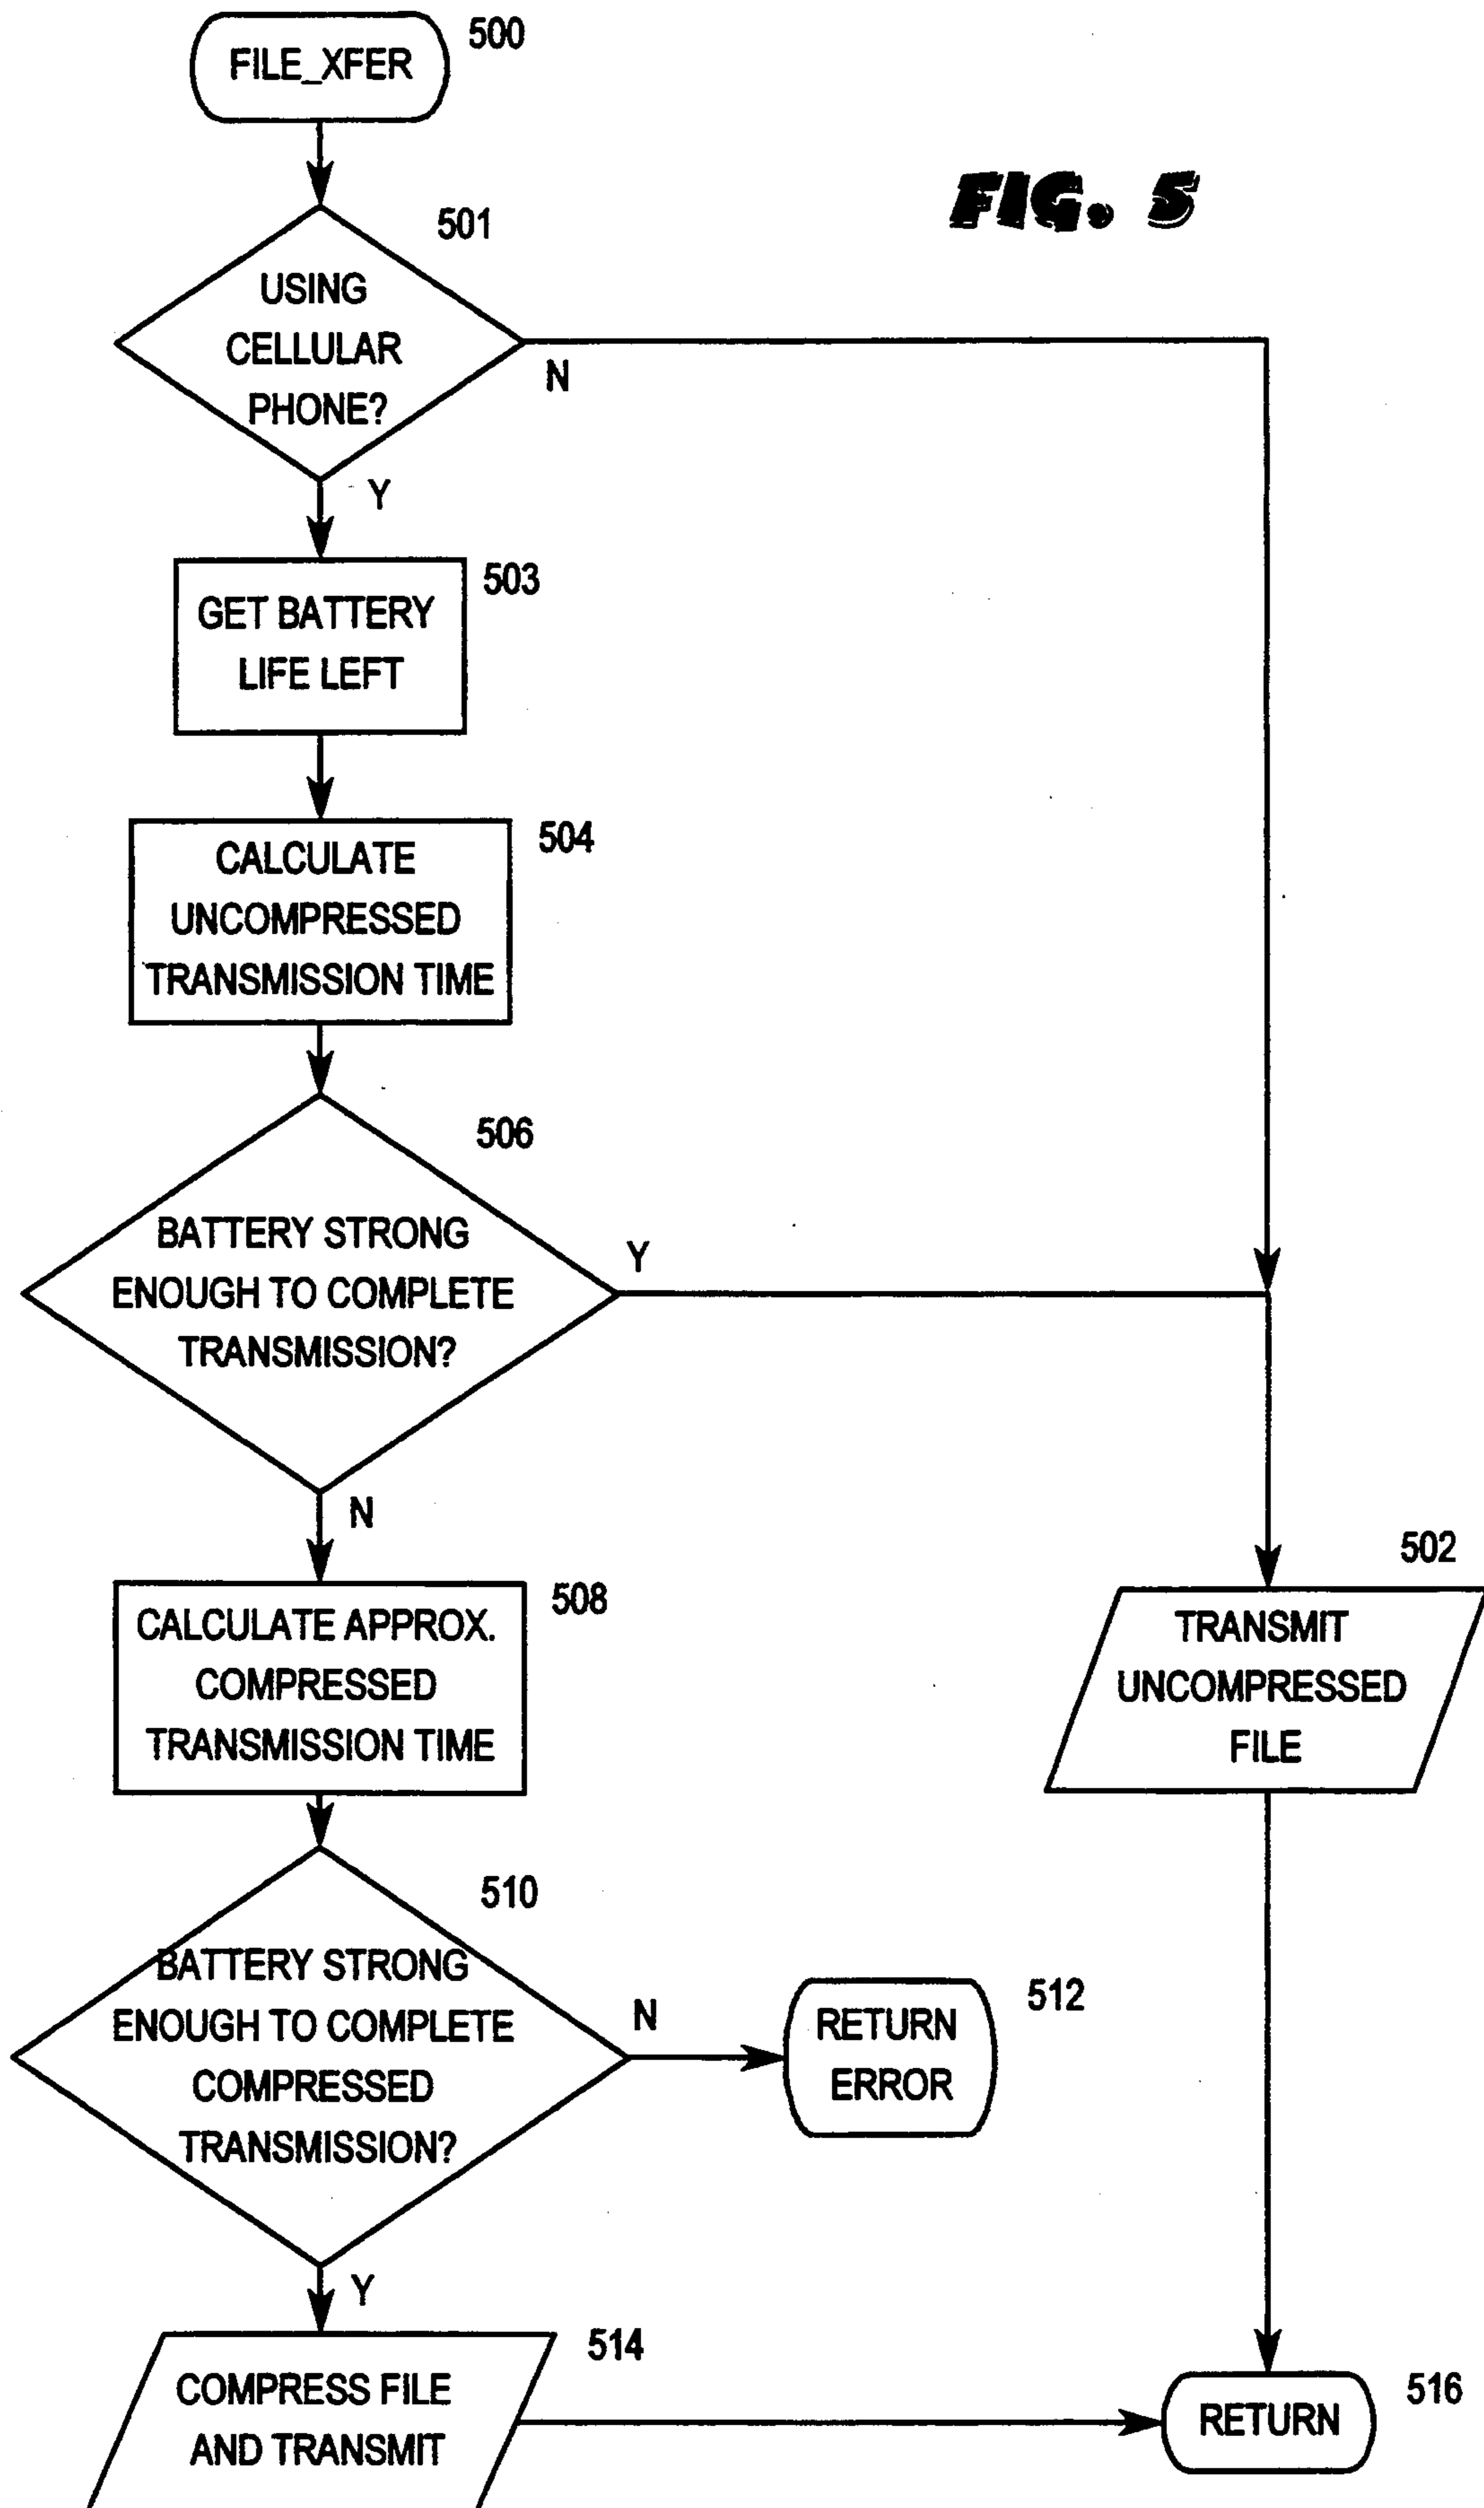 500
FILE_XFER
FIG. 5
501
USING
CELLULAR
PHONE?
N
Y
503
GET BATTERY
LIFE LEFT
504
CALCULATE
UNCOMPRESSED
TRANSMISSION TIME
506
BATTERY STRONG
ENOUGH TO COMPLETE
TRANSMISSION?
Y
N
502
508
CALCULATE APPROX.
COMPRESSED
TRANSMISSION TIME
TRANSMIT
UNCOMPRESSED
FILE
510
BATTERY STRONG
ENOUGH TO COMPLETE
COMPRESSED
TRANSMISSION?
N
512
RETURN
ERROR
Y
514
COMPRESS FILE
AND TRANSMIT
516
RETURN